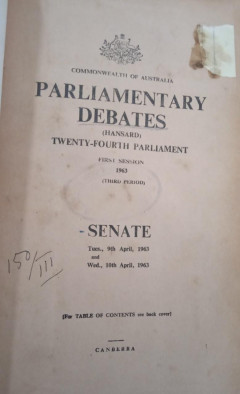 COMMONWEALTH OF AUSTRALIA
PARLIAMENTARY
DEBATES
(HANSARD)
TWENTY-FOURTH PARLIAMENT
FIRST SESSION
1963
(THIRD PERIOD)
SENATE
Tues., 9th April, 1963
and
Wed., 10th April, 1963
150/111
(For TABLE OF CONTENTS see back cover)
CANBERRA